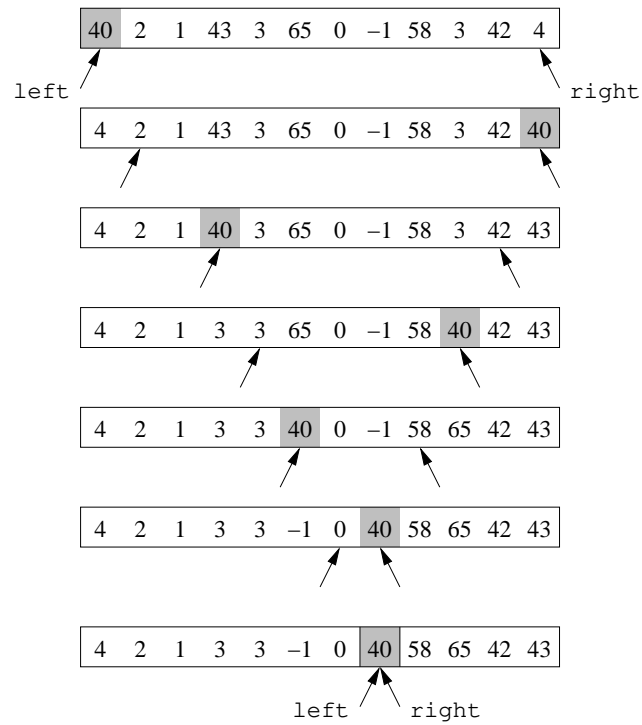 40 2 1 43 3 65 0 –1 58 3 42 4
left right
4 2 1 43 3 65 0 –1 58 3 42 40
4 2 1 40 3 65 0 –1 58 3 42 43
4 2 1 3 3 65 0 –1 58 40 42 43
4 2 1 3 3 40 0 –1 58 65 42 43
4 2 1 3 3 –1 0 40 58 65 42 43
4 2 1 3 3 –1 0 40 58 65 42 43
left right